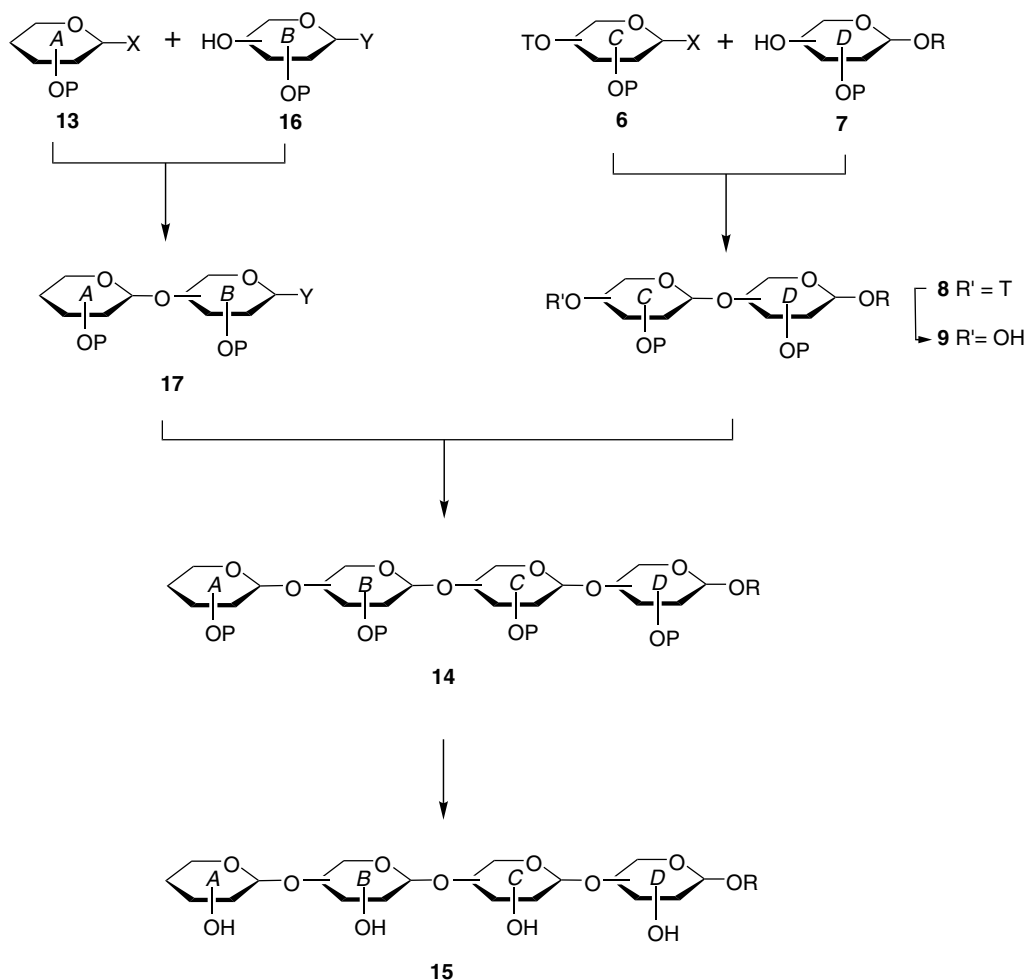 O A X OP 13
+
HO O B Y OP 16
TO O C X OP 6
+
HO O D OR OP 7
O A OP O O B Y OP 17
R'O O C OP O O D OR OP
8 R' = T
9 R'= OH
O A OP O O B OP O O C OP O O D OR OP
14
O A OH O O B OH O O C OH O O D OR OH
15